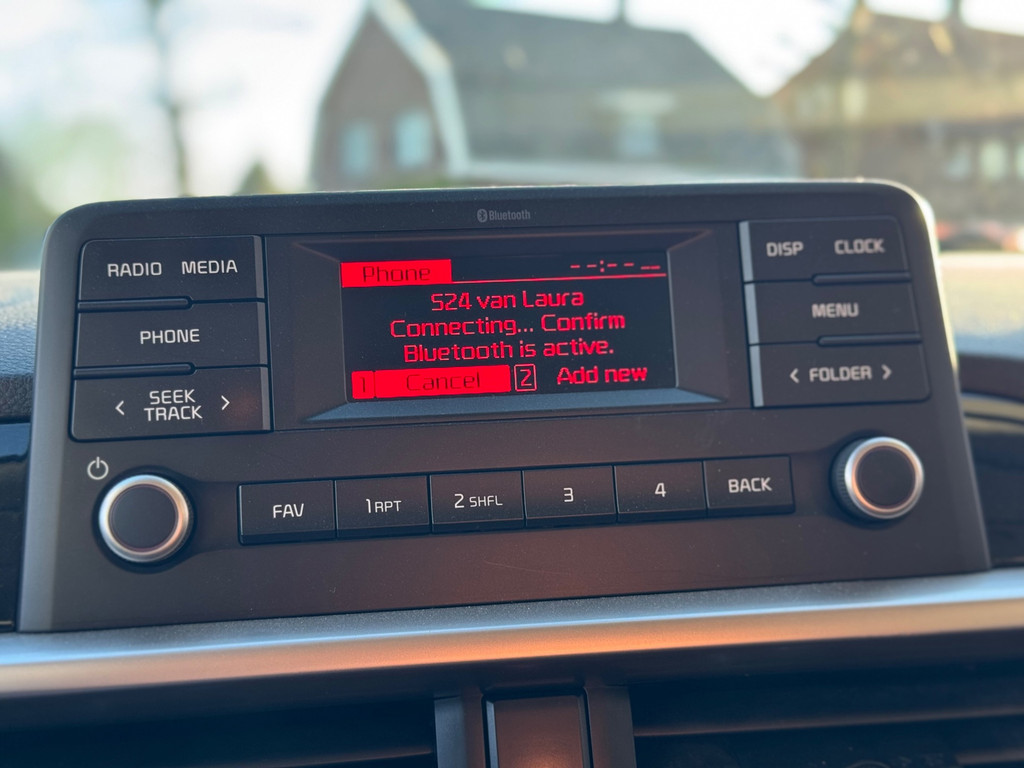 Bluetooth
RADIO MEDIA
PHONE
< SEEK TRACK >
Phone --:-- __
S24 van Laura
Connecting... Confirm
Bluetooth is active.
1 Cancel 2 Add new
DISP CLOCK
MENU
< FOLDER >
FAV 1 RPT 2 SHFL 3 4 BACK